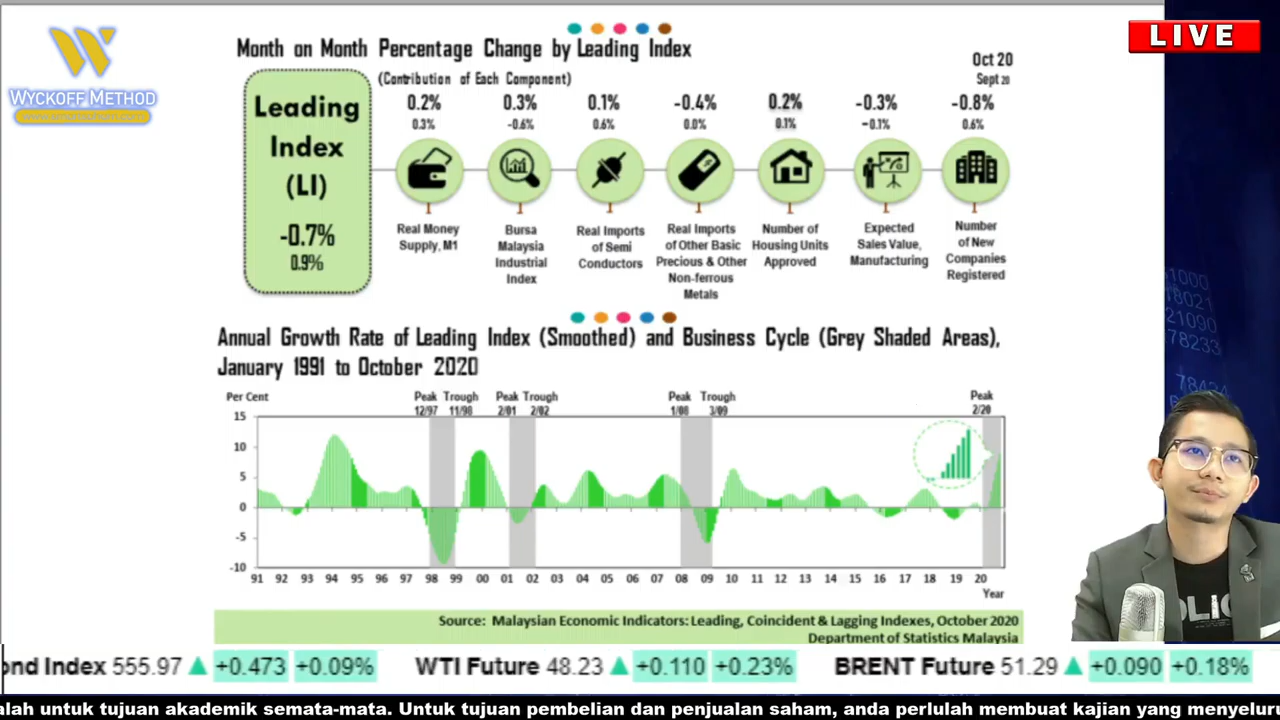 WYCKOFF METHOD
LIVE
Month on Month Percentage Change by Leading Index
(Contribution of Each Component)
Oct 20
Sept 20
Leading
Index
(LI)
-0.7%
0.9%
0.2%
0.3%
0.1%
-0.4%
0.2%
-0.3%
-0.8%
0.3%
-0.6%
0.6%
0.0%
0.1%
-0.1%
0.6%
Real Money
Supply, M1
Bursa
Malaysia
Industrial
Index
Real Imports
of Semi
Conductors
Real Imports
of Other Basic
Precious & Other
Non-ferrous
Metals
Number of
Housing Units
Approved
Expected
Sales Value,
Manufacturing
Number
of New
Companies
Registered
Annual Growth Rate of Leading Index (Smoothed) and Business Cycle (Grey Shaded Areas),
January 1991 to October 2020
Per Cent
Peak Trough
12/97 11/98
Peak Trough
2/01 2/02
Peak Trough
1/08 3/09
Peak
2/20
15
10
5
0
-5
-10
91 92 93 94 95 96 97 98 99 00 01 02 03 04 05 06 07 08 09 10 11 12 13 14 15 16 17 18 19 20
Year
Source: Malaysian Economic Indicators: Leading, Coincident & Lagging Indexes, October 2020
Department of Statistics Malaysia
ond Index 555.97 +0.473 +0.09% WTI Future 48.23 +0.110 +0.23% BRENT Future 51.29 +0.090 +0.18%
alah untuk tujuan akademik semata-mata. Untuk tujuan pembelian dan penjualan saham, anda perlulah membuat kajian yang menyeluru